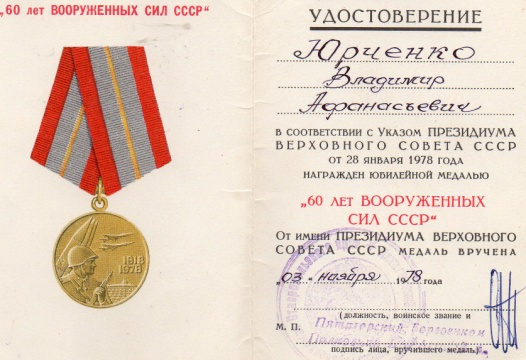 „60 лет ВООРУЖЕННЫХ СИЛ СССР“
1918
1978
УДОСТОВЕРЕНИЕ
Юрченко
Владимир
Афанасьевич
В СООТВЕТСТВИИ С УКАЗОМ ПРЕЗИДИУМА
ВЕРХОВНОГО СОВЕТА СССР
ОТ 28 ЯНВАРЯ 1978 ГОДА
НАГРАЖДЕН ЮБИЛЕЙНОЙ МЕДАЛЬЮ
„60 ЛЕТ ВООРУЖЕННЫХ
СИЛ СССР“
От имени ПРЕЗИДИУМА ВЕРХОВНОГО
СОВЕТА СССР МЕДАЛЬ ВРУЧЕНА
„03„ ноября 1978 года
(должность, воинское звание и
М. П.
Пятигорский Горвоенком
подпись лица, вручившего медаль)